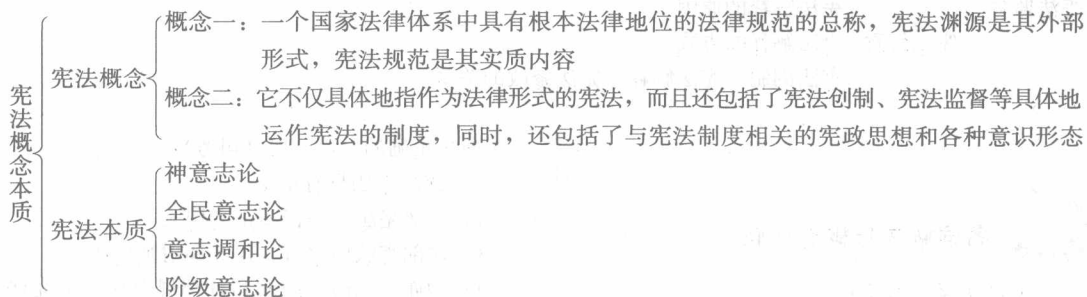 宪法概念本质
宪法概念
概念一：一个国家法律体系中具有根本法律地位的法律规范的总称，宪法渊源是其外部
形式，宪法规范是其实质内容
概念二：它不仅具体地指作为法律形式的宪法，而且还包括了宪法创制、宪法监督等具体地
运作宪法的制度，同时，还包括了与宪法制度相关的宪政思想和各种意识形态
宪法本质
神意志论
全民意志论
意志调和论
阶级意志论